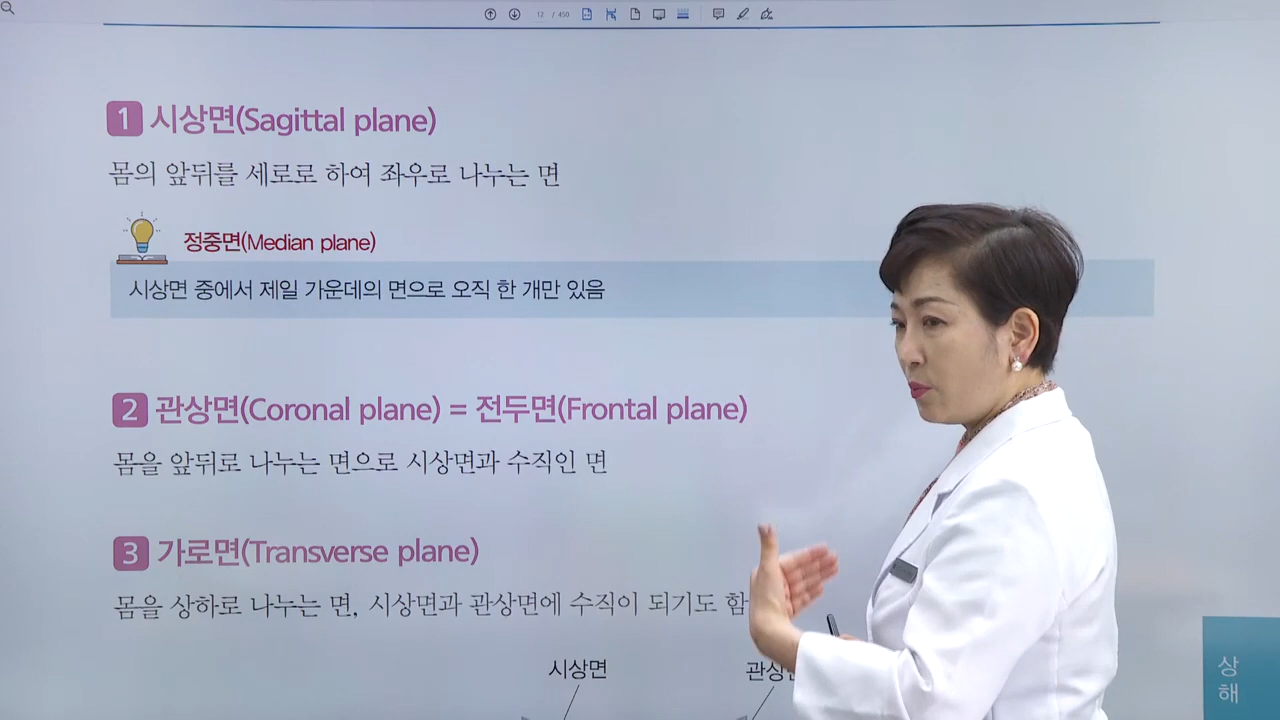 12 / 450
1 시상면(Sagittal plane)
몸의 앞뒤를 세로로 하여 좌우로 나누는 면
정중면(Median plane)
시상면 중에서 제일 가운데의 면으로 오직 한 개만 있음
2 관상면(Coronal plane) = 전두면(Frontal plane)
몸을 앞뒤로 나누는 면으로 시상면과 수직인 면
3 가로면(Transverse plane)
몸을 상하로 나누는 면, 시상면과 관상면에 수직이 되기도 함
시상면
관상면
상해